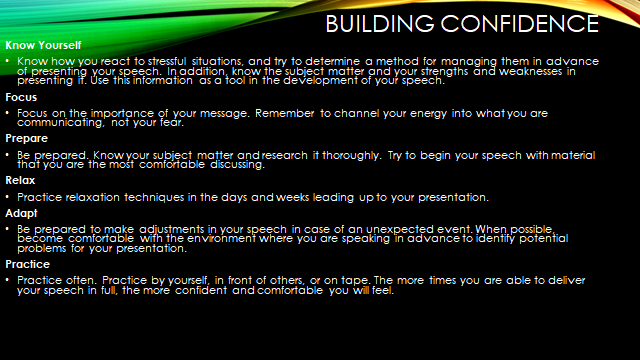 BUILDING CONFIDENCE
Know Yourself
• Know how you react to stressful situations, and try to determine a method for managing them in advance
of presenting your speech. In addition, know the subject matter and your strengths and weaknesses in
presenting it. Use this information as a tool in the development of your speech.
Focus
• Focus on the importance of your message. Remember to channel your energy into what you are
communicating, not your fear.
Prepare
• Be prepared. Know your subject matter and research it thoroughly. Try to begin your speech with material
that you are the most comfortable discussing.
Relax
• Practice relaxation techniques in the days and weeks leading up to your presentation.
Adapt
• Be prepared to make adjustments in your speech in case of an unexpected event. When possible,
become comfortable with the environment where you are speaking in advance to identify potential
problems for your presentation.
Practice
• Practice often. Practice by yourself, in front of others, or on tape. The more times you are able to deliver
your speech in full, the more confident and comfortable you will feel.